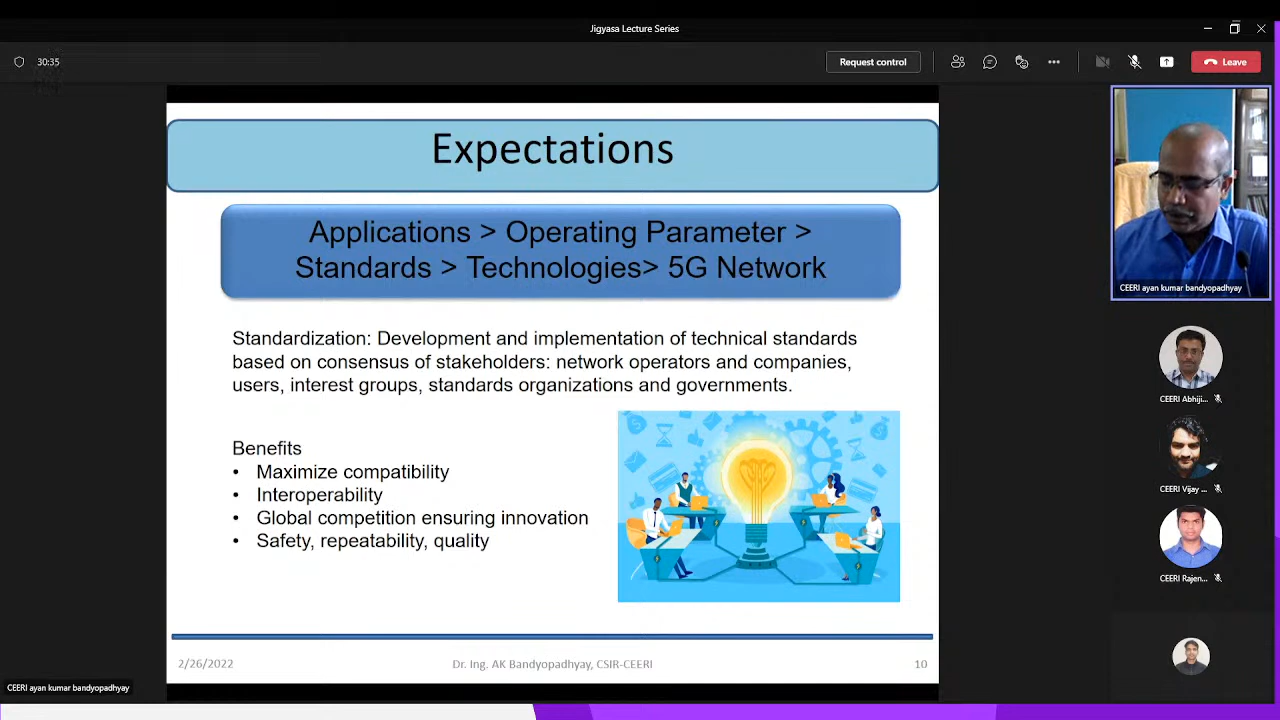 Jigyasa Lecture Series
30:35
Request control
Leave
Expectations
Applications > Operating Parameter >
Standards > Technologies> 5G Network
Standardization: Development and implementation of technical standards
based on consensus of stakeholders: network operators and companies,
users, interest groups, standards organizations and governments.
Benefits
• Maximize compatibility
• Interoperability
• Global competition ensuring innovation
• Safety, repeatability, quality
2/26/2022
Dr. Ing. AK Bandyopadhyay, CSIR-CEERI
10
CEERI ayan kumar bandyopadhyay
CEERI Abhiji...
CEERI Vijay ...
CEERI Rajen...
CEERI ayan kumar bandyopadhyay